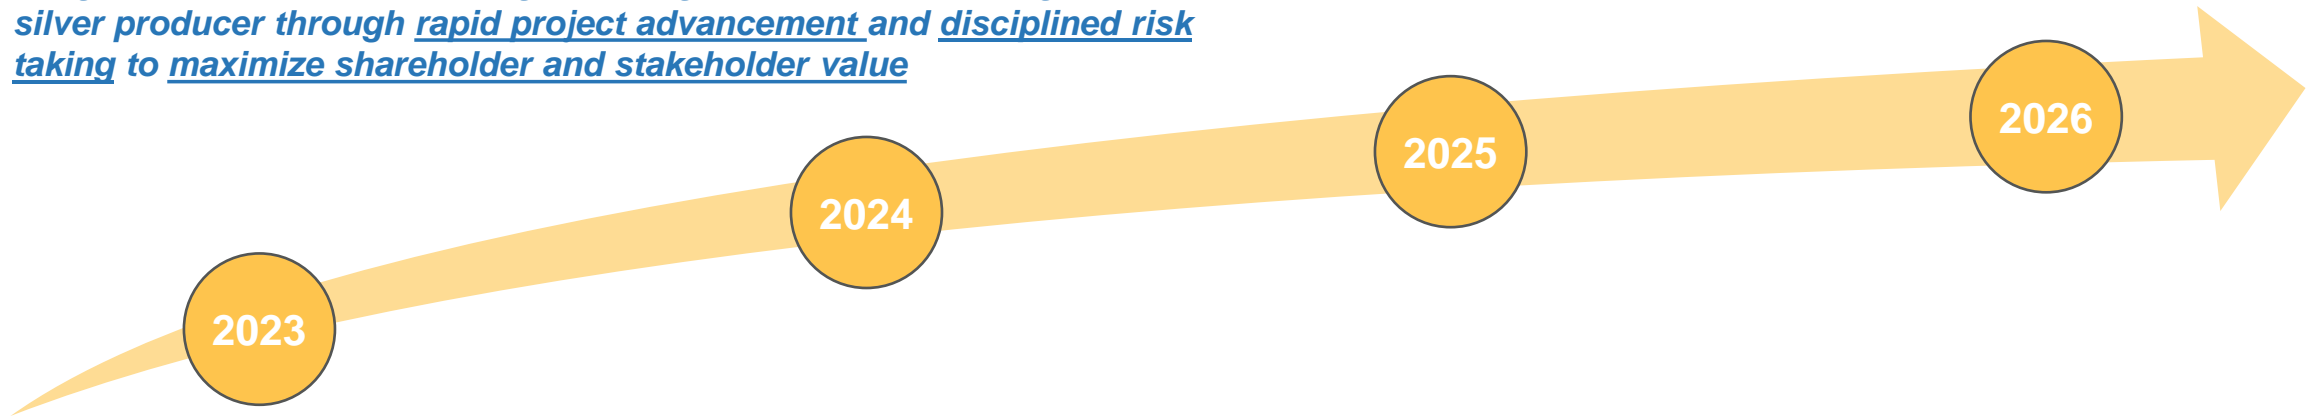 silver producer through rapid project advancement and disciplined risk
taking to maximize shareholder and stakeholder value
2026
2025
2024
2023